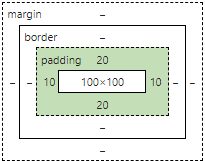 margin –
border –
padding 20
– – 10 100×100 10 – –
20
–
–